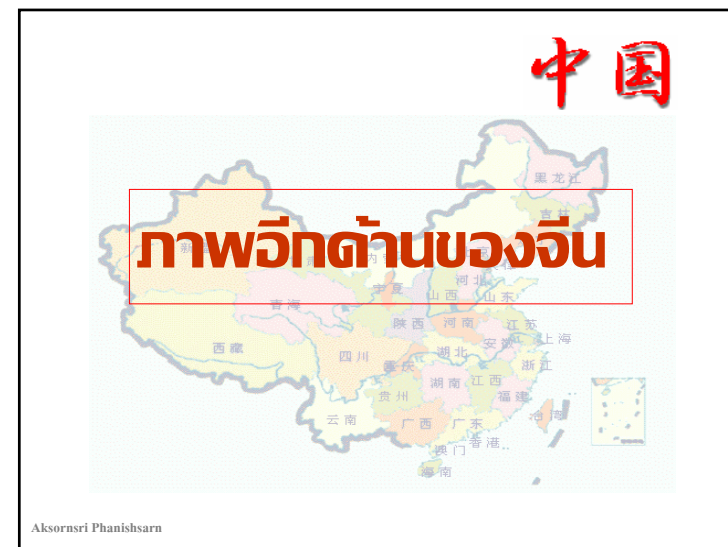 中国
黑龙江
吉林
ภาพอีกด้านของจีน
河北
宁夏
山西
山东
青海
陕西
河南
江苏
上海
西藏
四川
重庆
湖北
安徽
浙江
湖南
江西
贵州
福建
云南
广西
广东
台湾
香港
澳门
海南
Aksornsri Phanishsarn